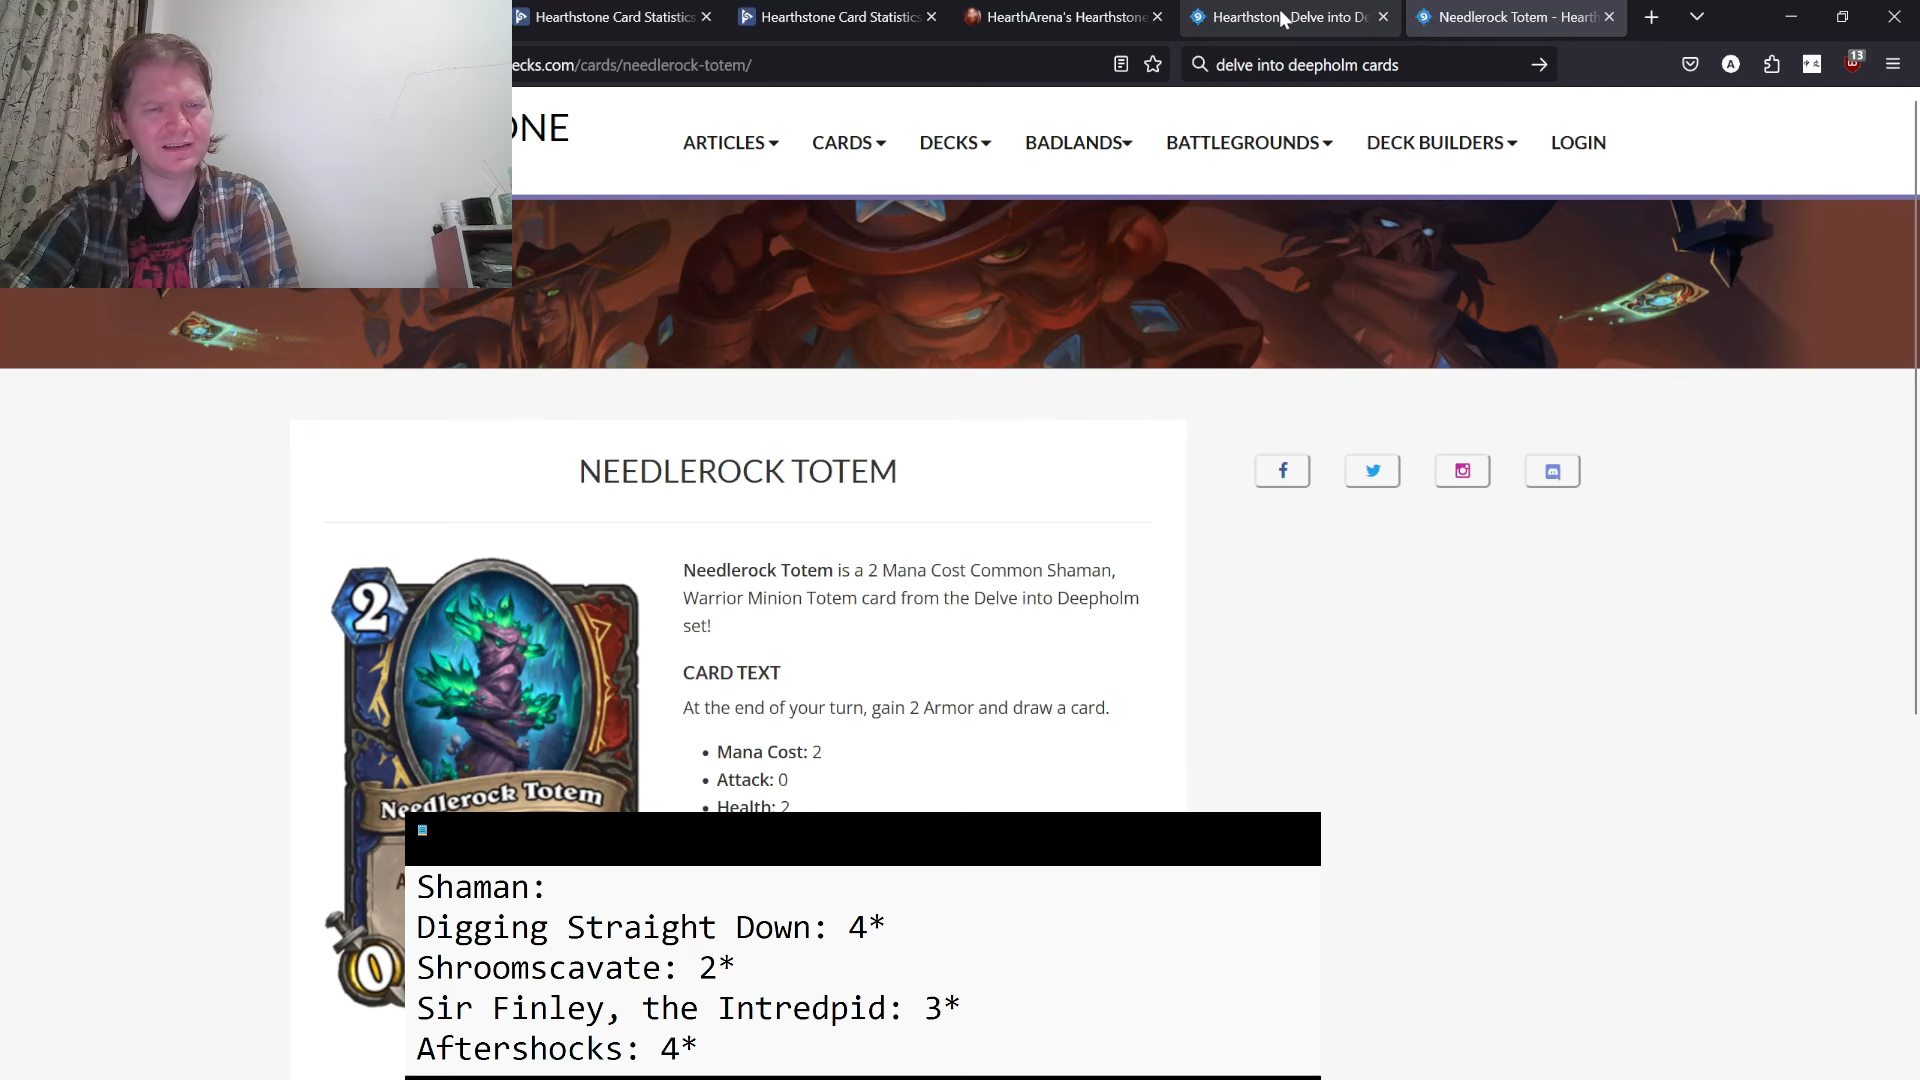 Hearthstone Card Statistics
Hearthstone Card Statistics
HearthArena's Hearthstone
Hearthston
Delve into De
Needlerock Totem - Hearth
ecks.com/cards/needlerock-totem/
delve into deepholm cards
A
13
ONE
ARTICLES
CARDS
DECKS
BADLANDS
BATTLEGROUNDS
DECK BUILDERS
LOGIN
NEEDLEROCK TOTEM
2
Needlerock Totem
0
Needlerock Totem is a 2 Mana Cost Common Shaman,
Warrior Minion Totem card from the Delve into Deepholm
set!
CARD TEXT
At the end of your turn, gain 2 Armor and draw a card.
Mana Cost: 2
Attack: 0
Health: 2
Shaman:
Digging Straight Down: 4*
Shroomscavate: 2*
Sir Finley, the Intredpid: 3*
Aftershocks: 4*